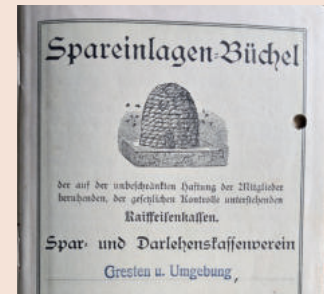 Spareinlagen-Büchel
der auf der unbeschränkten Haftung der Mitglieder
beruhenden, der gesetzlichen Kontrolle unterstehenden
Raiffeisenkassen.
Spar- und Darlehenskassenverein
Gresten u. Umgebung,